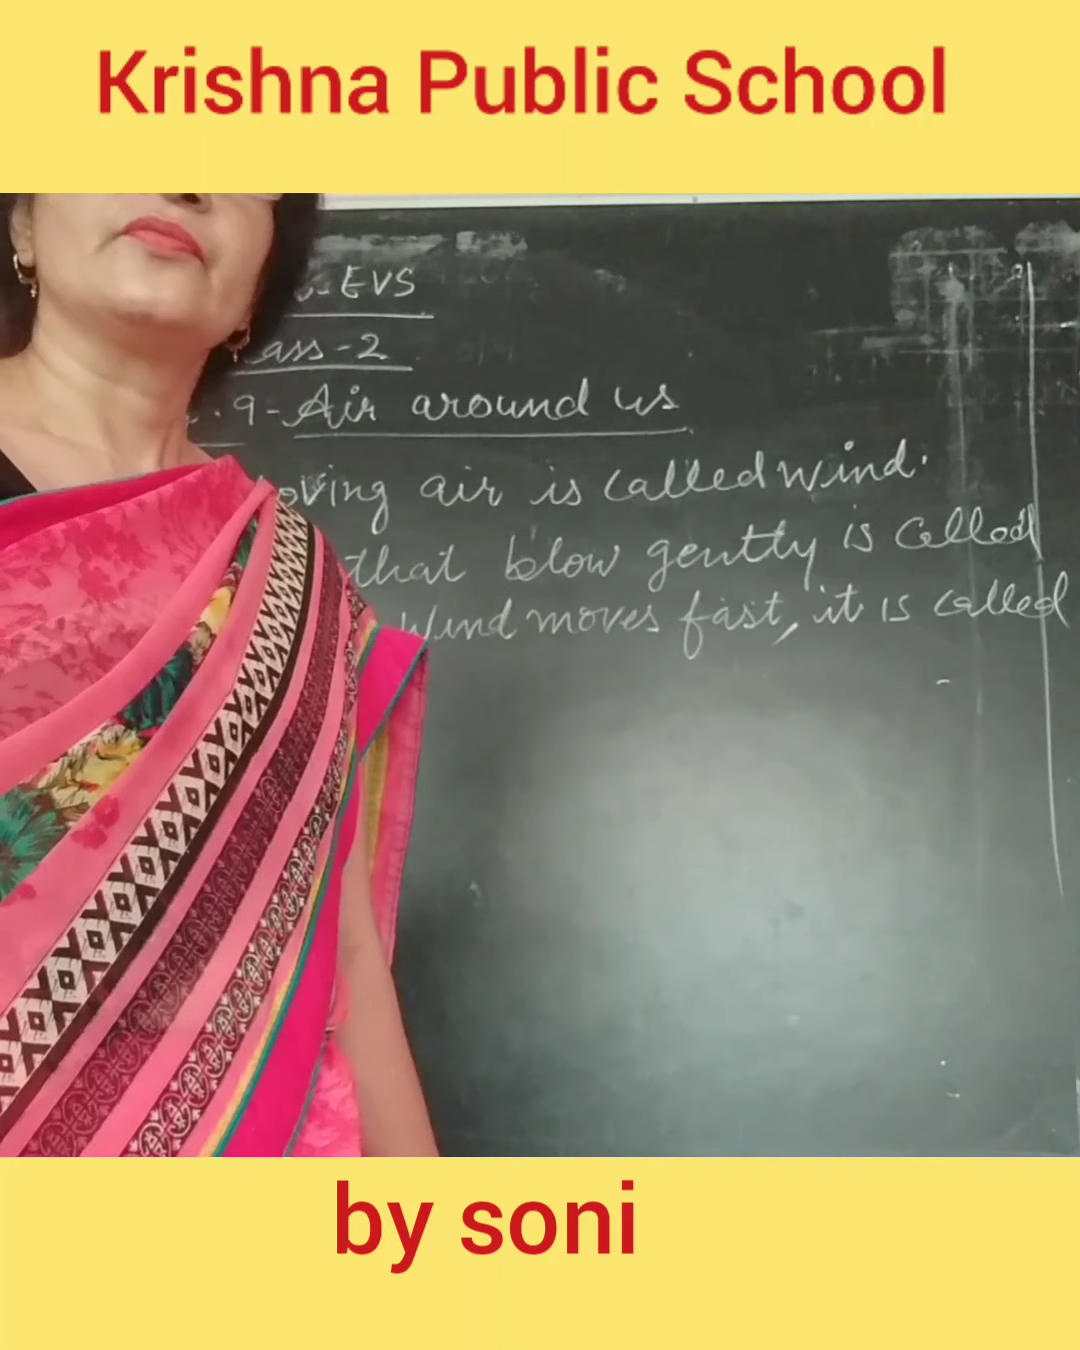 Krishna Public School
EVS
ass-2
9-Air around us
oving air is called wind.
that blow gently is called
Wind moves fast, it is called
by soni